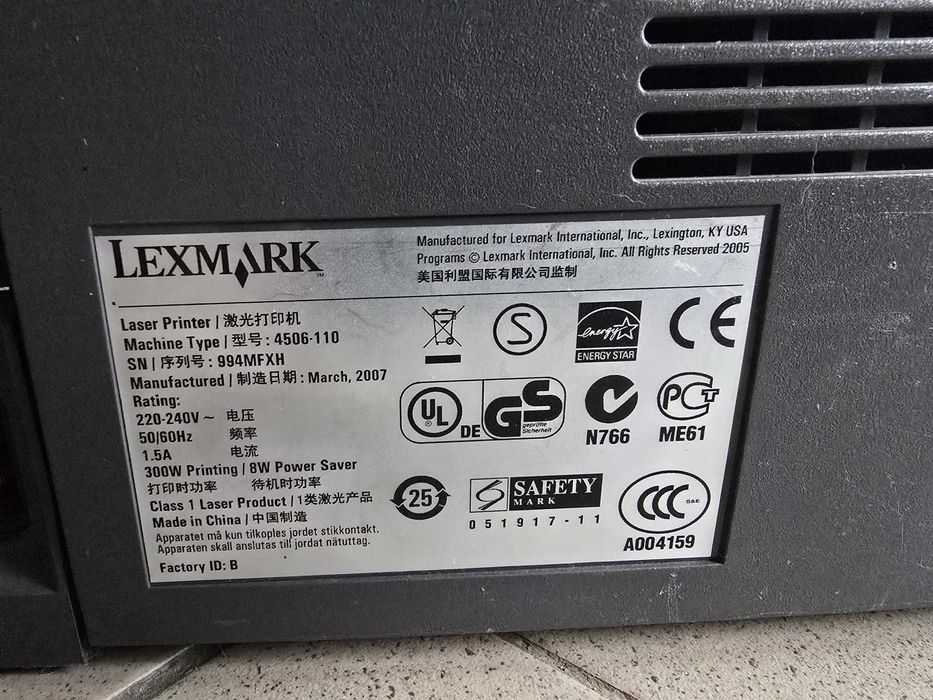 LEXMARK™
Manufactured for Lexmark International, Inc., Lexington, KY USA
Programs © Lexmark International, Inc. All Rights Reserved 2005
美国利盟国际有限公司监制
Laser Printer / 激光打印机
Machine Type / 型号: 4506-110
SN / 序列号: 994MFXH
Manufactured / 制造日期: March, 2007
Rating:
220-240V ~ 电压
50/60Hz 频率
1.5A 电流
300W Printing / 8W Power Saver
打印时功率 待机时功率
Class 1 Laser Product / 1类激光产品
Made in China / 中国制造
Apparatet må kun tilkoples jordet stikkontakt.
Apparaten skall anslutas till jordat nätuttag.
Factory ID: B
S
energy
ENERGY STAR
CE
UL DE
GS
geprüfte
Sicherheit
N766
PCT
ME61
25
SAFETY
MARK
051917-11
CCC S&E
A004159